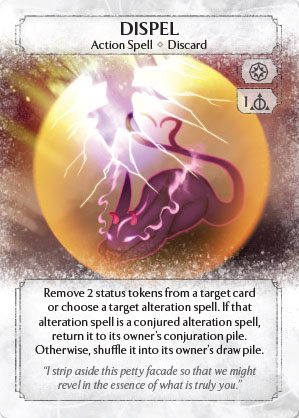 DISPEL
Action Spell ⋄ Discard
1
Remove 2 status tokens from a target card
or choose a target alteration spell. If that
alteration spell is a conjured alteration spell,
return it to its owner's conjuration pile.
Otherwise, shuffle it into its owner's draw pile.
“I strip aside this petty facade so that we might
revel in the essence of what is truly you.”